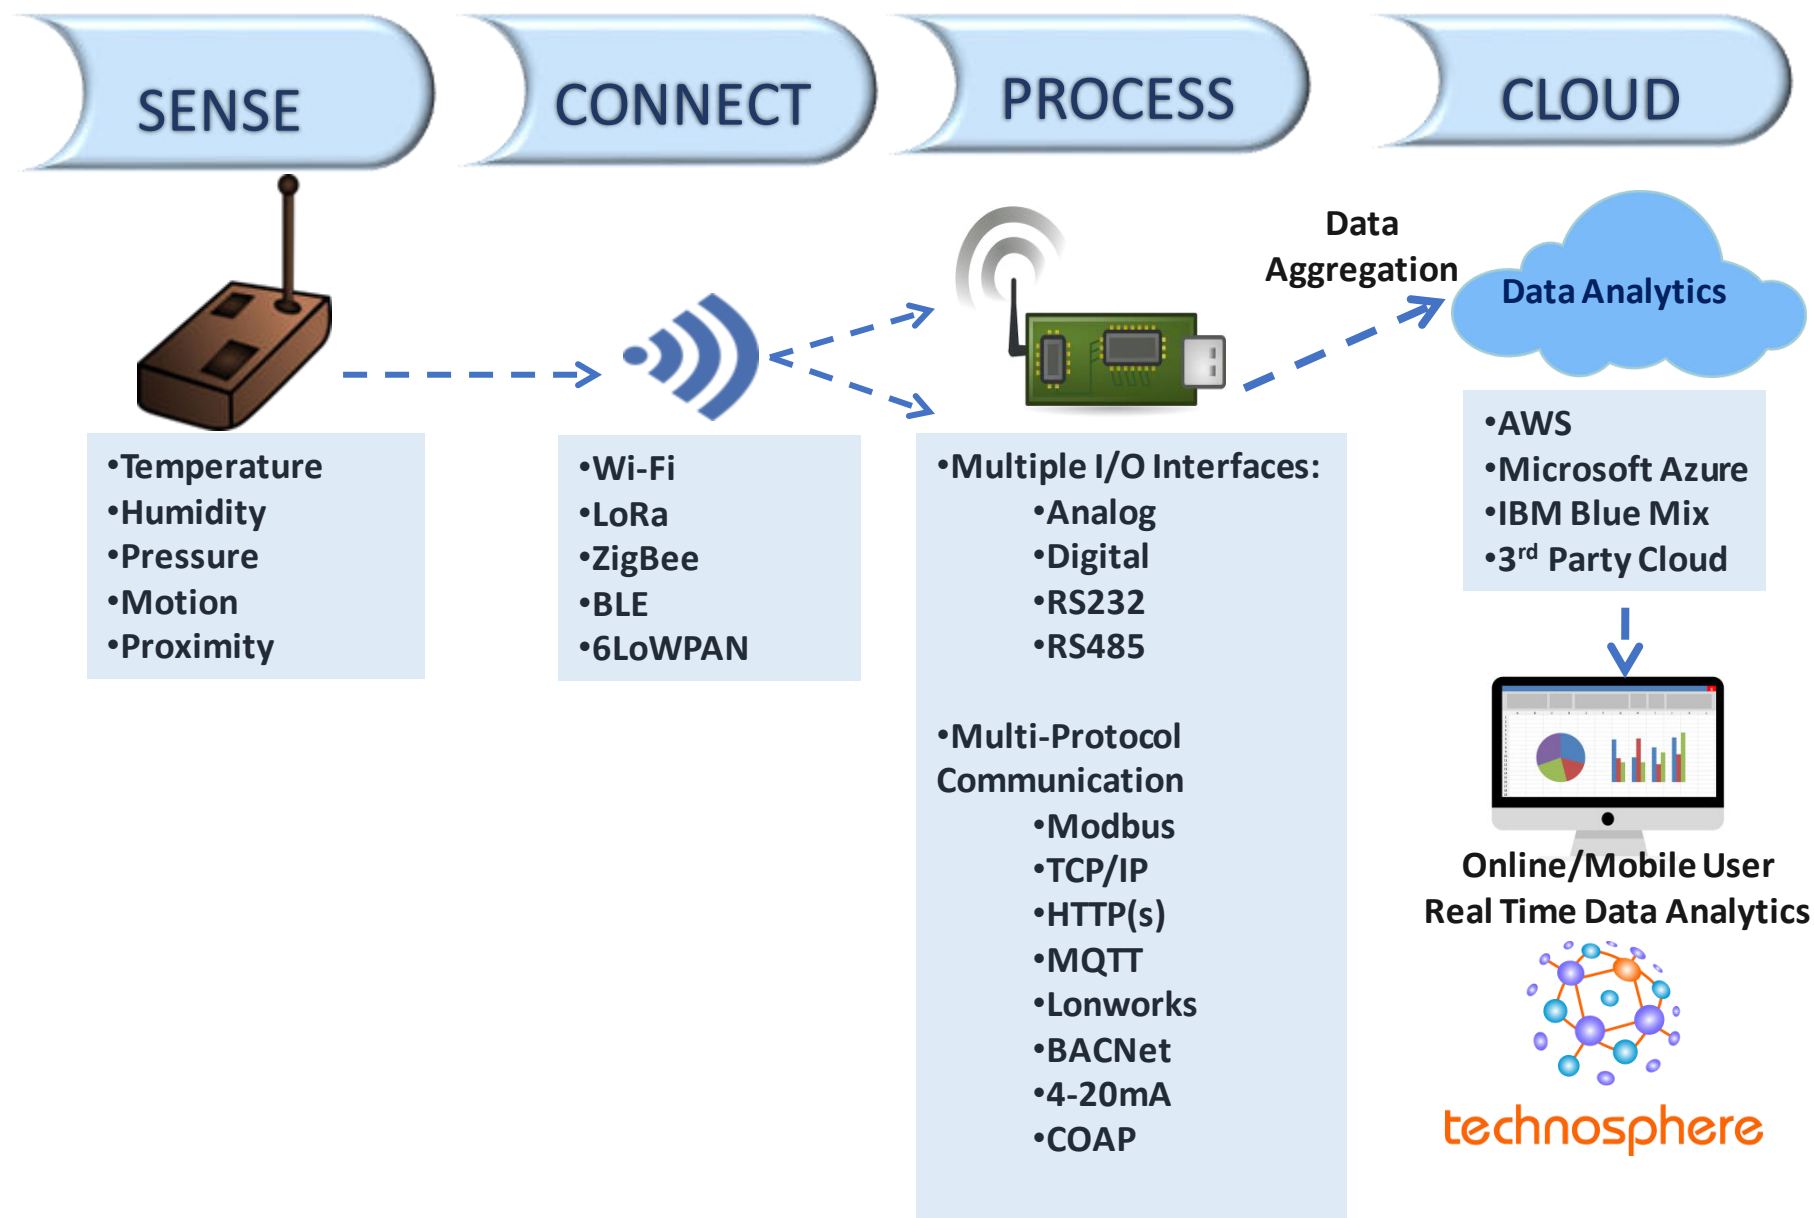 SENSE
CONNECT
PROCESS
CLOUD
•Temperature
•Humidity
•Pressure
•Motion
•Proximity
•Wi-Fi
•LoRa
•ZigBee
•BLE
•6LoWPAN
•Multiple I/O Interfaces:
•Analog
•Digital
•RS232
•RS485
•Multi-Protocol
Communication
•Modbus
•TCP/IP
•HTTP(s)
•MQTT
•Lonworks
•BACNet
•4-20mA
•COAP
Data
Aggregation
Data Analytics
•AWS
•Microsoft Azure
•IBM Blue Mix
•3rd Party Cloud
Online/Mobile User
Real Time Data Analytics
technosphere